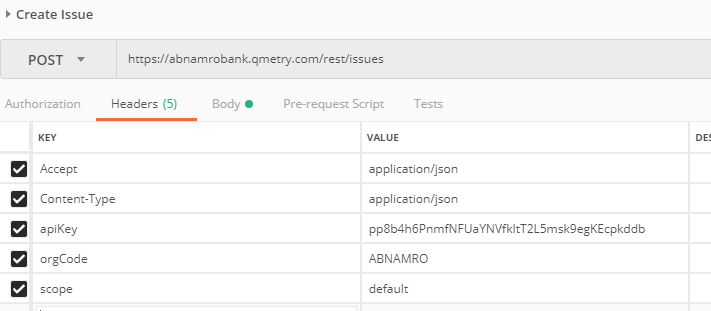 Create Issue
POST https://abnamrobank.qmetry.com/rest/issues
Authorization Headers (5) Body Pre-request Script Tests
KEY VALUE DES
Accept application/json
Content-Type application/json
apiKey pp8b4h6PnmfNFUaYNVfkltT2L5msk9egKEcpkddb
orgCode ABNAMRO
scope default